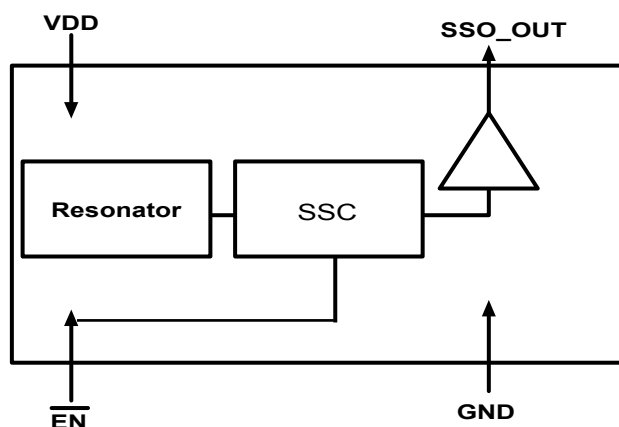 VDD
SSO_OUT
Resonator
SSC
EN
GND